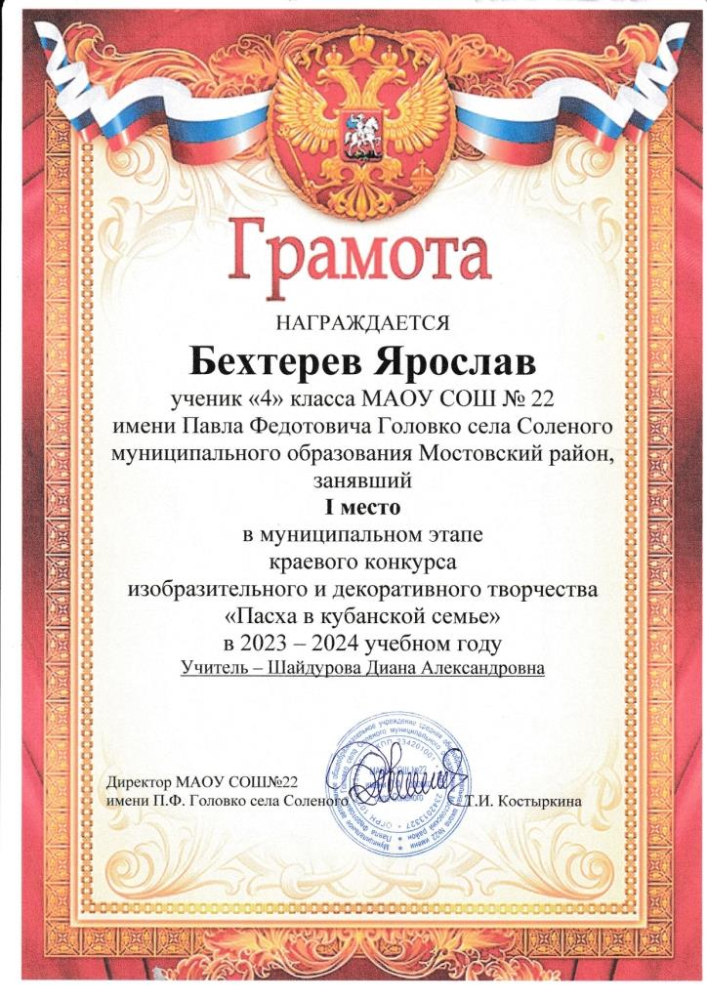 Грамота
НАГРАЖДАЕТСЯ
Бехтерев Ярослав
ученик «4» класса МАОУ СОШ № 22
имени Павла Федотовича Головко села Соленого
муниципального образования Мостовский район,
занявший
I место
в муниципальном этапе
краевого конкурса
изобразительного и декоративного творчества
«Пасха в кубанской семье»
в 2023 – 2024 учебном году
Учитель – Шайдурова Диана Александровна
Директор МАОУ СОШ№22
имени П.Ф. Головко села Соленого Т.И. Костыркина